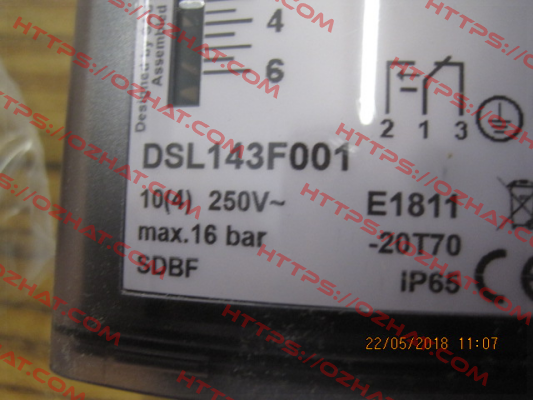 Designed by
Assembled
4
6
2 1 3
DSL143F001
10(4) 250V~ E1811
max.16 bar -20T70
SDBF IP65 CE
22/05/2018 11:07
HTTPS://OZHAT.COM